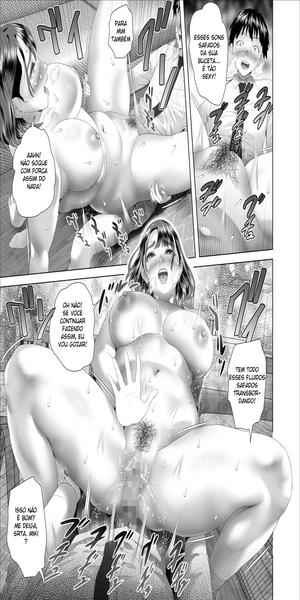 ESSES SONS
SAFADOS
DA SUA
BUCETA...
É TÃO
SEXY!
PARA
MIM
TAMBÉM
AAHN!
NÃO SOQUE
COM FORÇA
ASSIM DO
NADA!
OH NÃO!
SE VOCÊ
CONTINUAR
FAZENDO
ASSIM, EU
VOU GOZAR!
TEM TODO
ESSES FLUIDOS
SAFADOS
TRANSBOR-
DANDO!
ISSO NÃO
É BOM?
ME DEIGA,
SRTA. MIKI
?